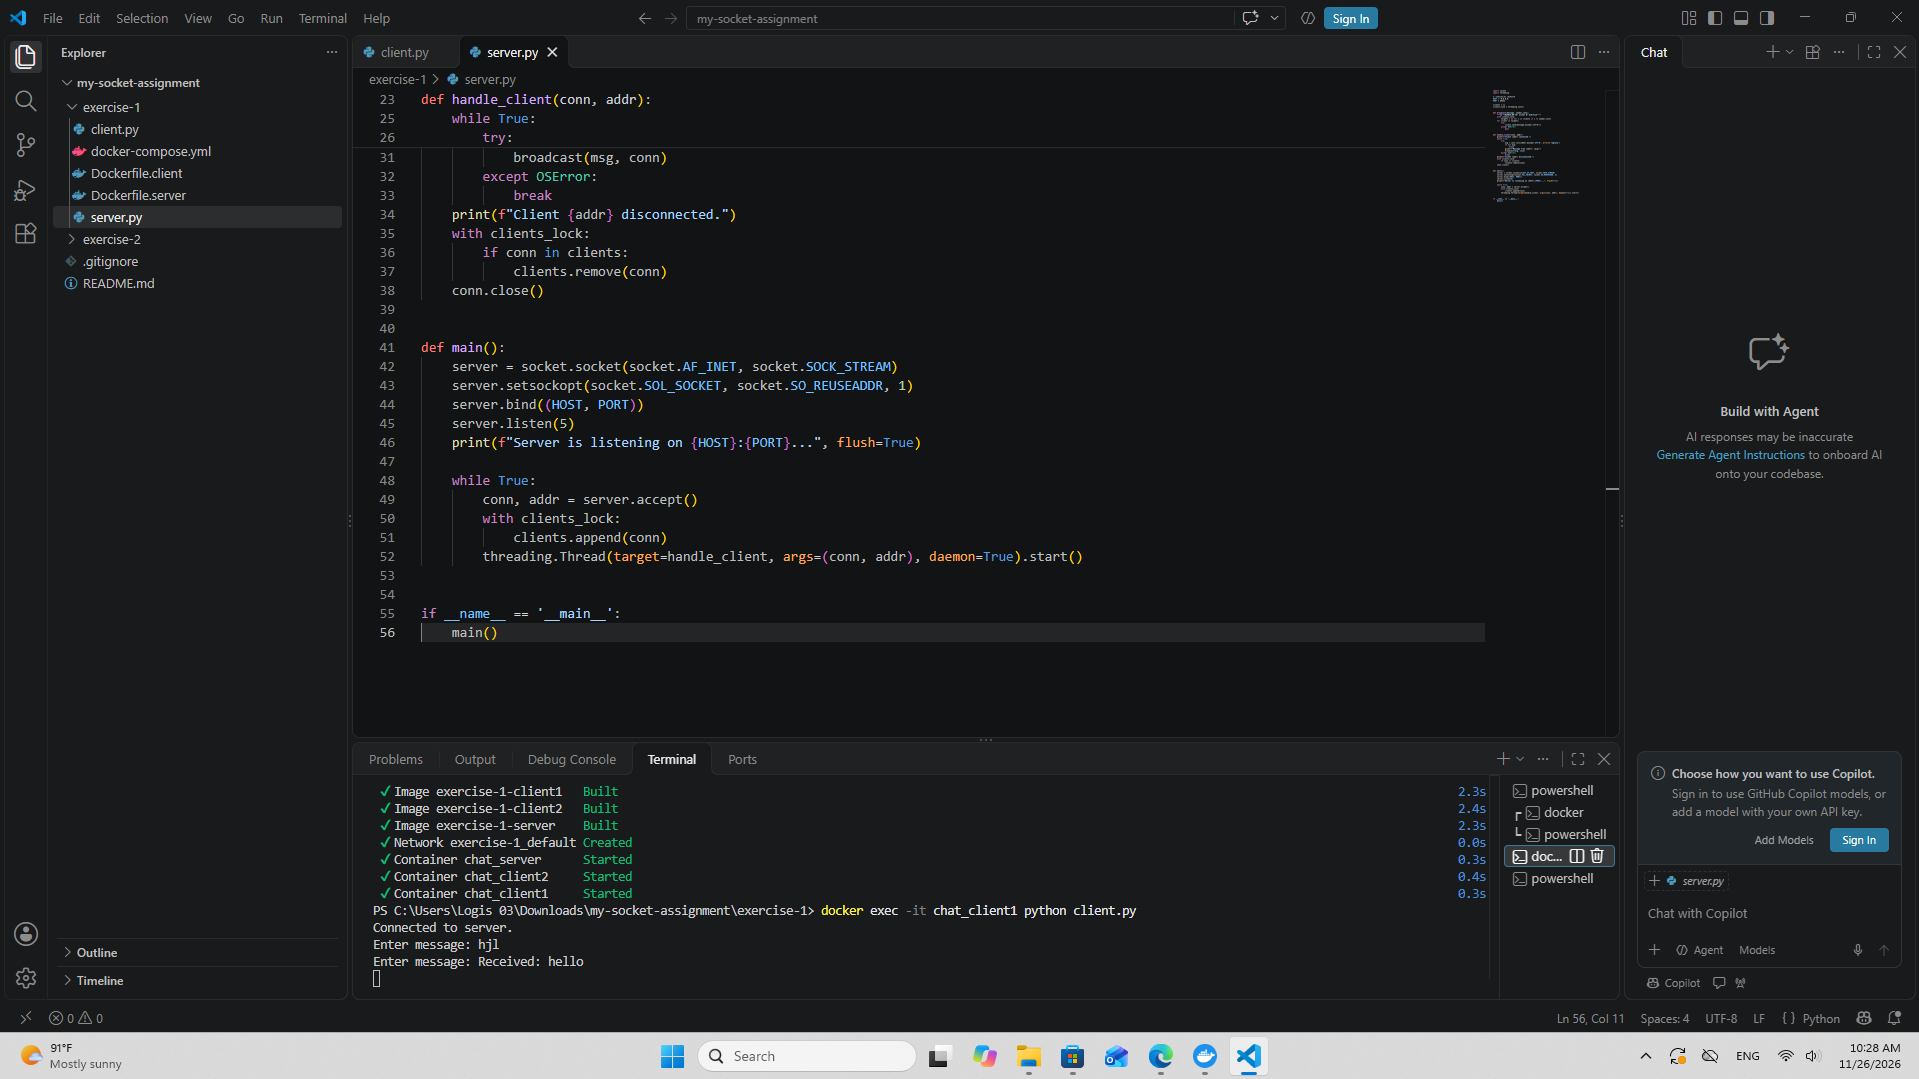 File Edit Selection View Go Run Terminal Help
my-socket-assignment
Sign In
Explorer
my-socket-assignment
exercise-1
client.py
docker-compose.yml
Dockerfile.client
Dockerfile.server
server.py
exercise-2
.gitignore
README.md
Outline
Timeline
client.py
server.py
exercise-1 > server.py
23 def handle_client(conn, addr):
25 while True:
26 try:
31 broadcast(msg, conn)
32 except OSError:
33 break
34 print(f"Client {addr} disconnected.")
35 with clients_lock:
36 if conn in clients:
37 clients.remove(conn)
38 conn.close()
39
40
41 def main():
42 server = socket.socket(socket.AF_INET, socket.SOCK_STREAM)
43 server.setsockopt(socket.SOL_SOCKET, socket.SO_REUSEADDR, 1)
44 server.bind((HOST, PORT))
45 server.listen(5)
46 print(f"Server is listening on {HOST}:{PORT}...", flush=True)
47
48 while True:
49 conn, addr = server.accept()
50 with clients_lock:
51 clients.append(conn)
52 threading.Thread(target=handle_client, args=(conn, addr), daemon=True).start()
53
54
55 if __name__ == '__main__':
56 main()
Problems Output Debug Console Terminal Ports
✓ Image exercise-1-client1 Built 2.3s
✓ Image exercise-1-client2 Built 2.4s
✓ Image exercise-1-server Built 2.3s
✓ Network exercise-1_default Created 0.0s
✓ Container chat_server Started 0.3s
✓ Container chat_client2 Started 0.4s
✓ Container chat_client1 Started 0.3s
PS C:\Users\Logis 03\Downloads\my-socket-assignment\exercise-1> docker exec -it chat_client1 python client.py
Connected to server.
Enter message: hjl
Enter message: Received: hello
powershell
docker
powershell
doc...
powershell
Chat
Build with Agent
AI responses may be inaccurate
Generate Agent Instructions to onboard AI
onto your codebase.
Choose how you want to use Copilot.
Sign in to use GitHub Copilot models, or
add a model with your own API key.
Add Models Sign In
server.py
Chat with Copilot
Agent Models
Copilot
0 0
Ln 56, Col 11 Spaces: 4 UTF-8 LF { } Python
91°F
Mostly sunny
Search
ENG
10:28 AM
11/26/2026